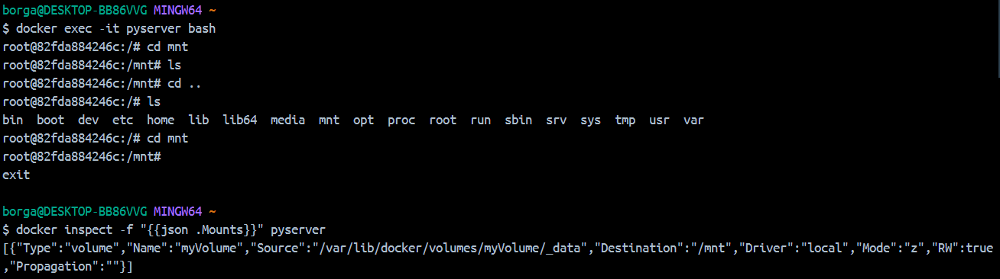 borga@DESKTOP-BB86VVG MINGW64 ~
$ docker exec -it pyserver bash
root@82fda884246c:/# cd mnt
root@82fda884246c:/mnt# ls
root@82fda884246c:/mnt# cd ..
root@82fda884246c:/# ls
bin  boot  dev  etc  home  lib  lib64  media  mnt  opt  proc  root  run  sbin  srv  sys  tmp  usr  var
root@82fda884246c:/# cd mnt
root@82fda884246c:/mnt#
exit
borga@DESKTOP-BB86VVG MINGW64 ~
$ docker inspect -f "{{json .Mounts}}" pyserver
[{"Type":"volume","Name":"myVolume","Source":"/var/lib/docker/volumes/myVolume/_data","Destination":"/mnt","Driver":"local","Mode":"z","RW":true
,"Propagation":""}]